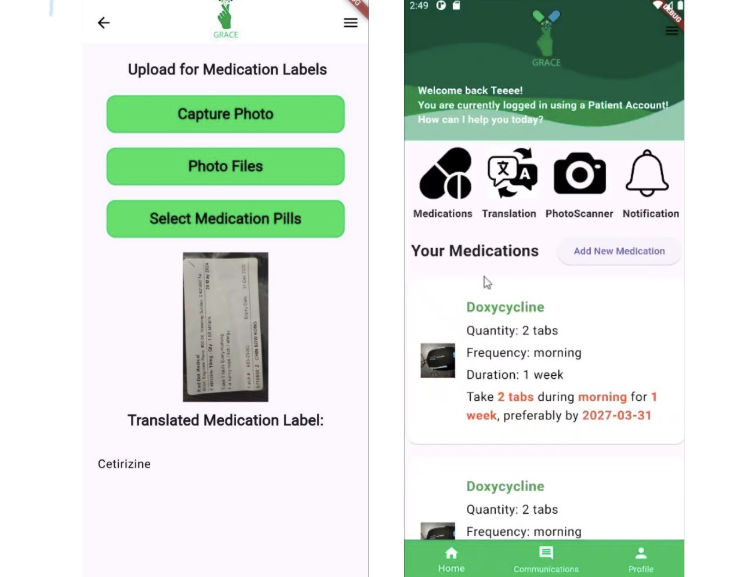 GRACE
Upload for Medication Labels
Capture Photo
Photo Files
Select Medication Pills
Translated Medication Label:
Cetirizine
2:49
DEBUG
GRACE
Welcome back Teeee!
You are currently logged in using a Patient Account!
How can I help you today?
Medications Translation PhotoScanner Notification
Your Medications
Add New Medication
Doxycycline
Quantity: 2 tabs
Frequency: morning
Duration: 1 week
Take 2 tabs during morning for 1
week, preferably by 2027-03-31
Doxycycline
Quantity: 2 tabs
Frequency: morning
Home Communications Profile